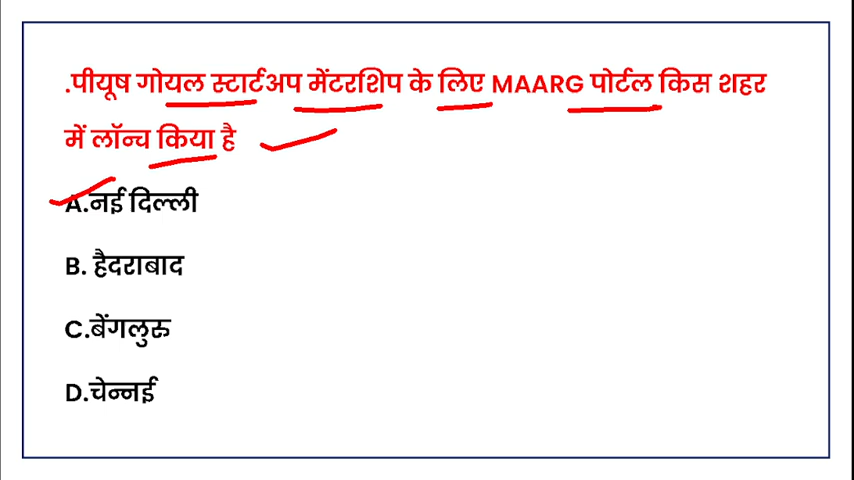 .पीयूष गोयल स्टार्टअप मेंटरशिप के लिए MAARG पोर्टल किस शहर
में लॉन्च किया है
A.नई दिल्ली
B. हैदराबाद
C.बेंगलुरु
D.चेन्नई